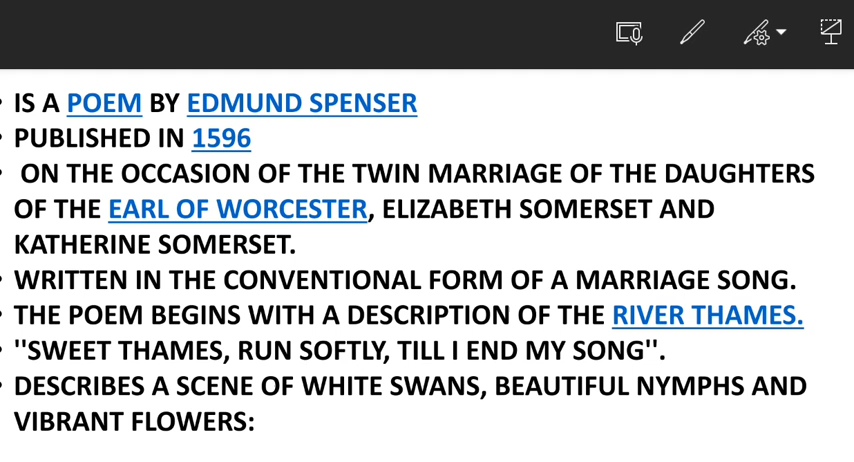 • IS A POEM BY EDMUND SPENSER
• PUBLISHED IN 1596
• ON THE OCCASION OF THE TWIN MARRIAGE OF THE DAUGHTERS
OF THE EARL OF WORCESTER, ELIZABETH SOMERSET AND
KATHERINE SOMERSET.
• WRITTEN IN THE CONVENTIONAL FORM OF A MARRIAGE SONG.
• THE POEM BEGINS WITH A DESCRIPTION OF THE RIVER THAMES.
• "SWEET THAMES, RUN SOFTLY, TILL I END MY SONG".
• DESCRIBES A SCENE OF WHITE SWANS, BEAUTIFUL NYMPHS AND
VIBRANT FLOWERS: